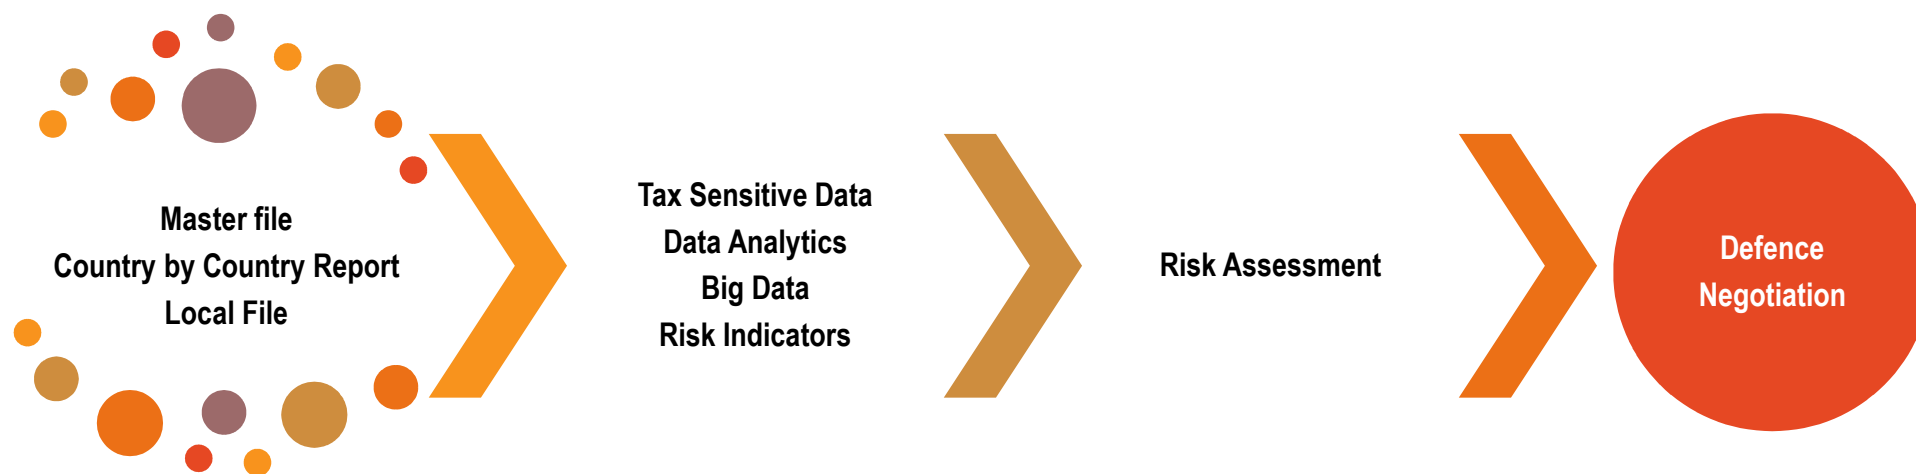 Master file
Country by Country Report
Local File
Tax Sensitive Data
Data Analytics
Big Data
Risk Indicators
Risk Assessment
Defence
Negotiation